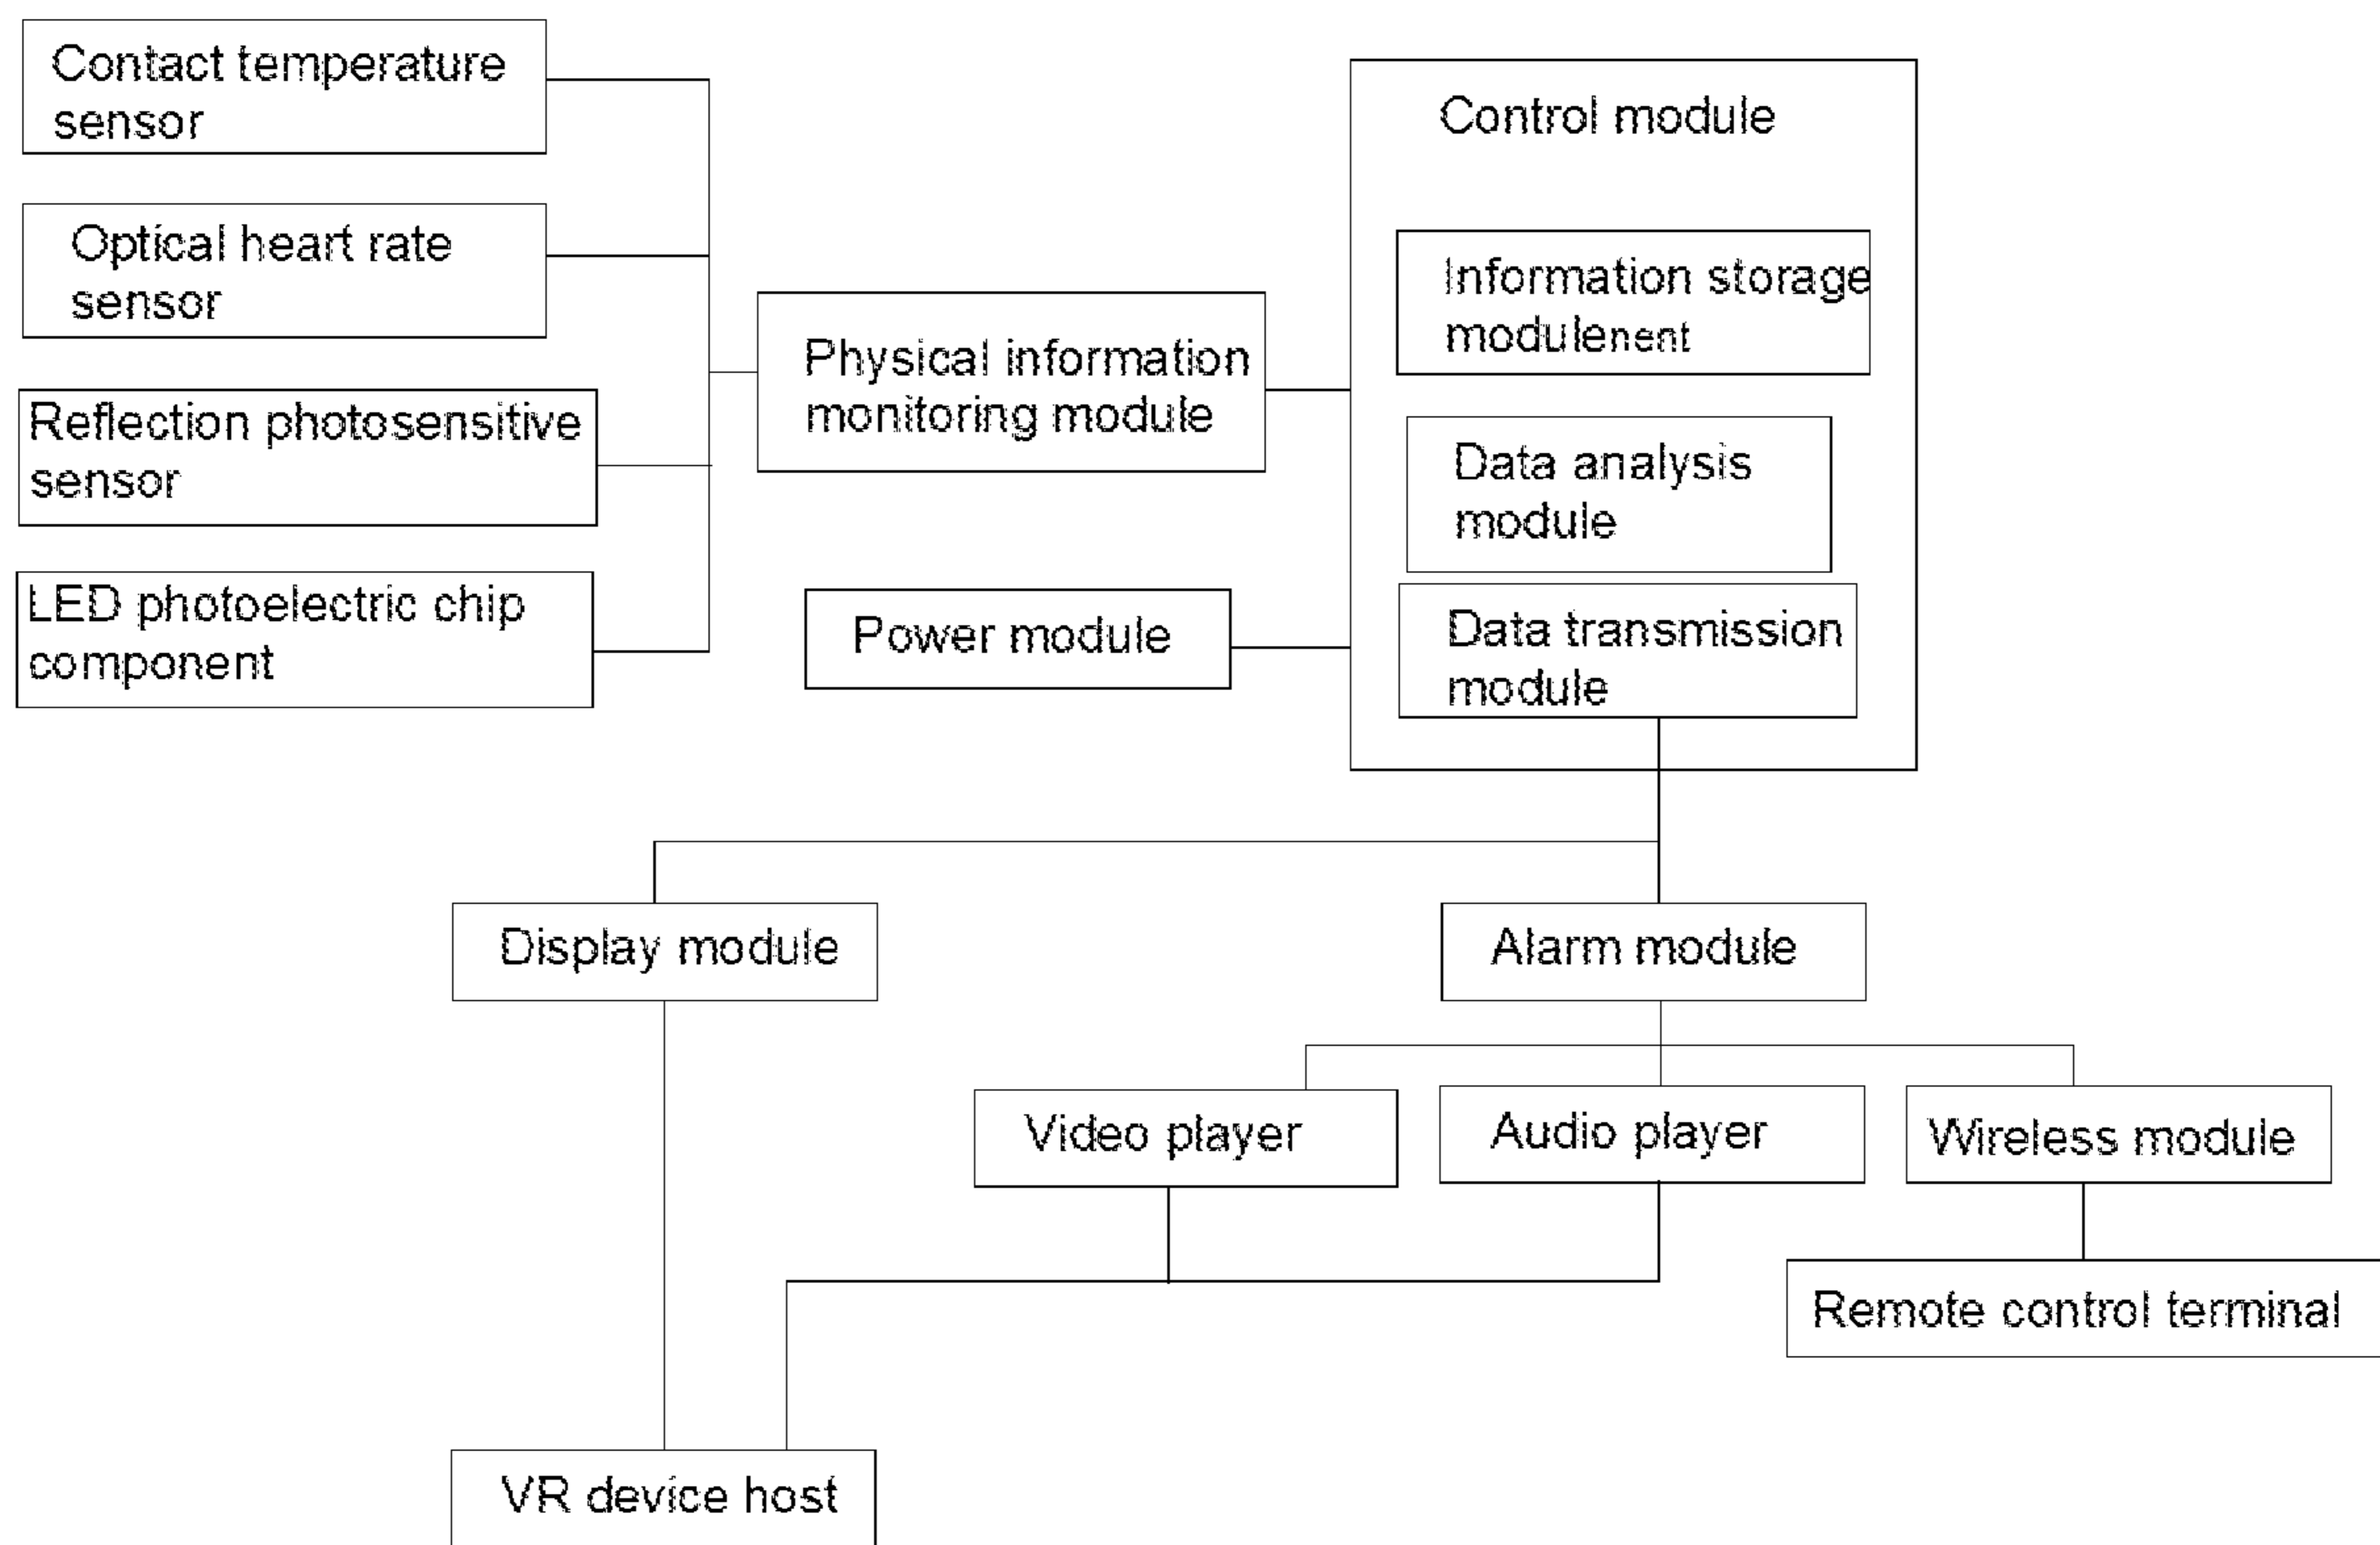 Contact temperature
sensor
Optical heart rate
sensor
Reflection photosensitive
sensor
LED photoelectric chip
component
Physical information
monitoring module
Power module
Control module
Information storage
modulenent
Data analysis
module
Data transmission
module
Display module
Alarm module
Video player
Audio player
Wireless module
Remote control terminal
VR device host